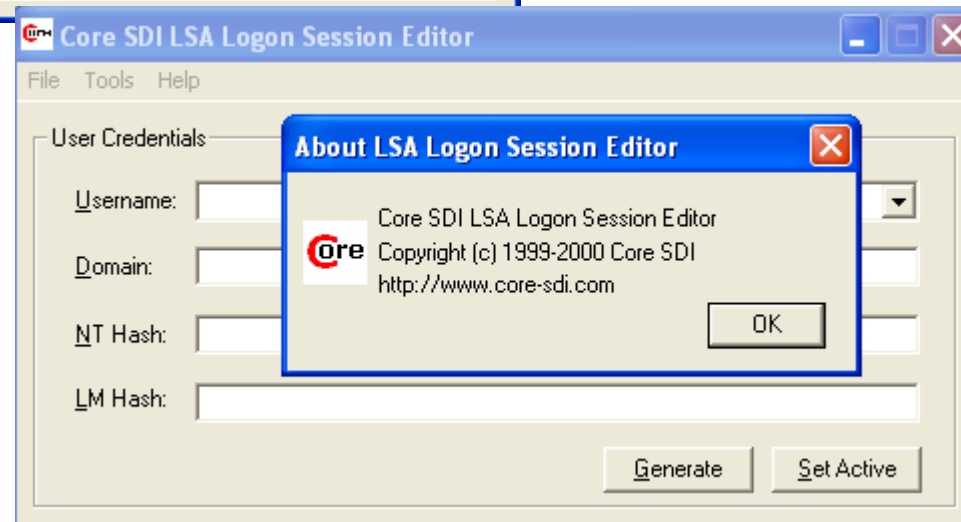 Core SDI LSA Logon Session Editor
File Tools Help
User Credentials
About LSA Logon Session Editor
Username:
Core SDI LSA Logon Session Editor
Core
Copyright (c) 1999-2000 Core SDI
Domain:
http://www.core-sdi.com
OK
NT Hash:
LM Hash:
Generate Set Active